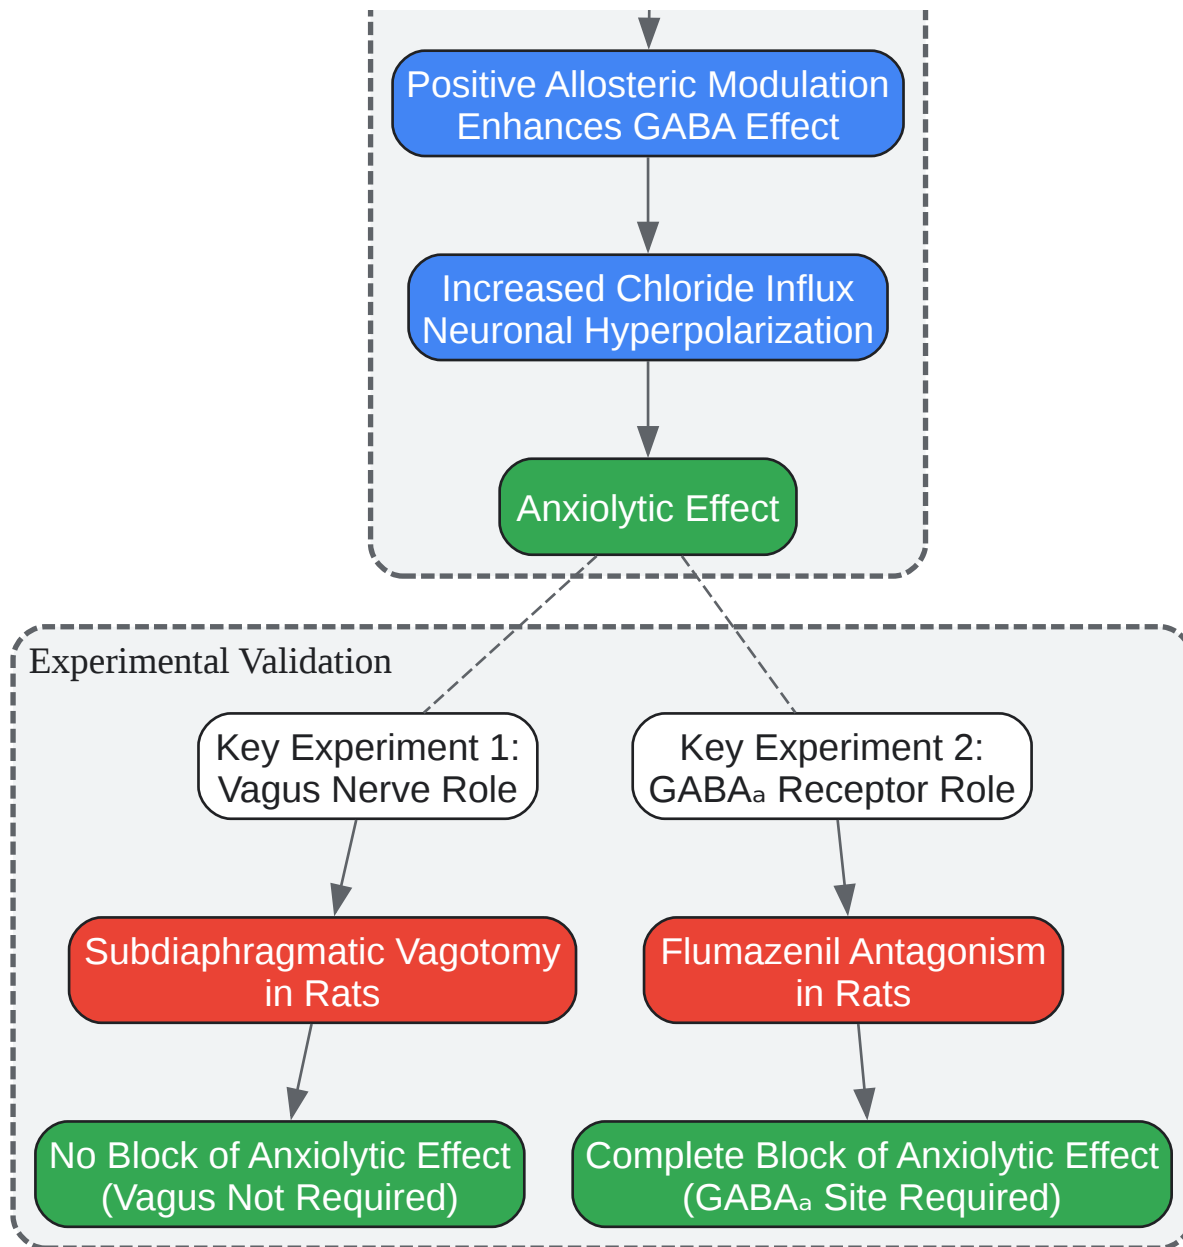 Positive Allosteric Modulation
Enhances GABA Effect
Increased Chloride Influx
Neuronal Hyperpolarization
Anxiolytic Effect
Experimental Validation
Key Experiment 1:
Vagus Nerve Role
Key Experiment 2:
GABAₐ Receptor Role
Subdiaphragmatic Vagotomy
in Rats
Flumazenil Antagonism
in Rats
No Block of Anxiolytic Effect
(Vagus Not Required)
Complete Block of Anxiolytic Effect
(GABAₐ Site Required)